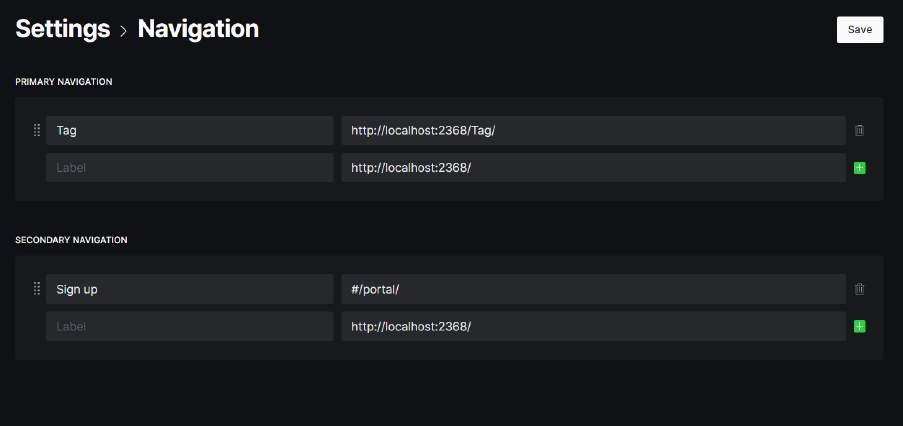 Settings > Navigation
Save
PRIMARY NAVIGATION
Tag http://localhost:2368/Tag/
Label http://localhost:2368/
SECONDARY NAVIGATION
Sign up #/portal/
Label http://localhost:2368/